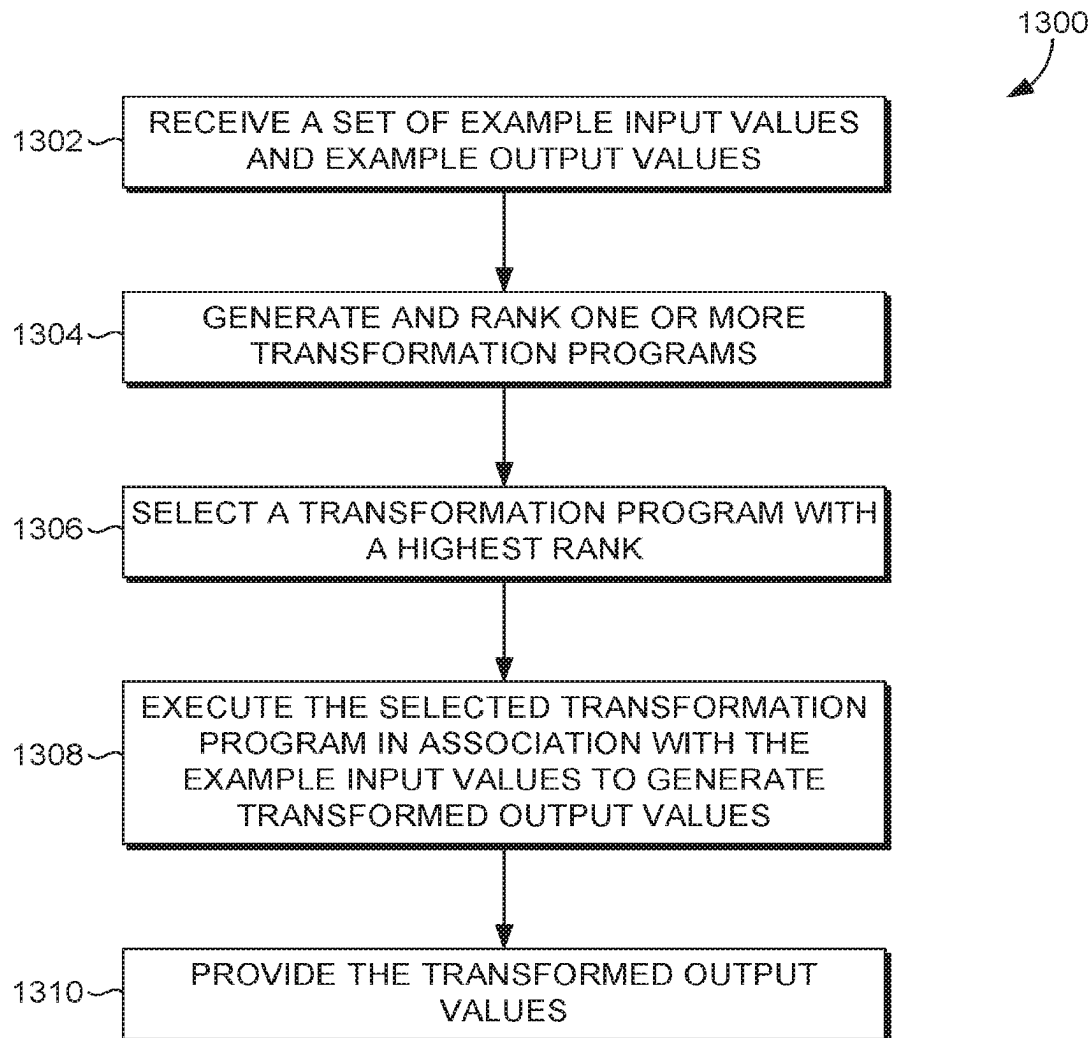 1300
1302
RECEIVE A SET OF EXAMPLE INPUT VALUES
AND EXAMPLE OUTPUT VALUES
1304
GENERATE AND RANK ONE OR MORE
TRANSFORMATION PROGRAMS
1306
SELECT A TRANSFORMATION PROGRAM WITH
A HIGHEST RANK
1308
EXECUTE THE SELECTED TRANSFORMATION
PROGRAM IN ASSOCIATION WITH THE
EXAMPLE INPUT VALUES TO GENERATE
TRANSFORMED OUTPUT VALUES
1310
PROVIDE THE TRANSFORMED OUTPUT
VALUES